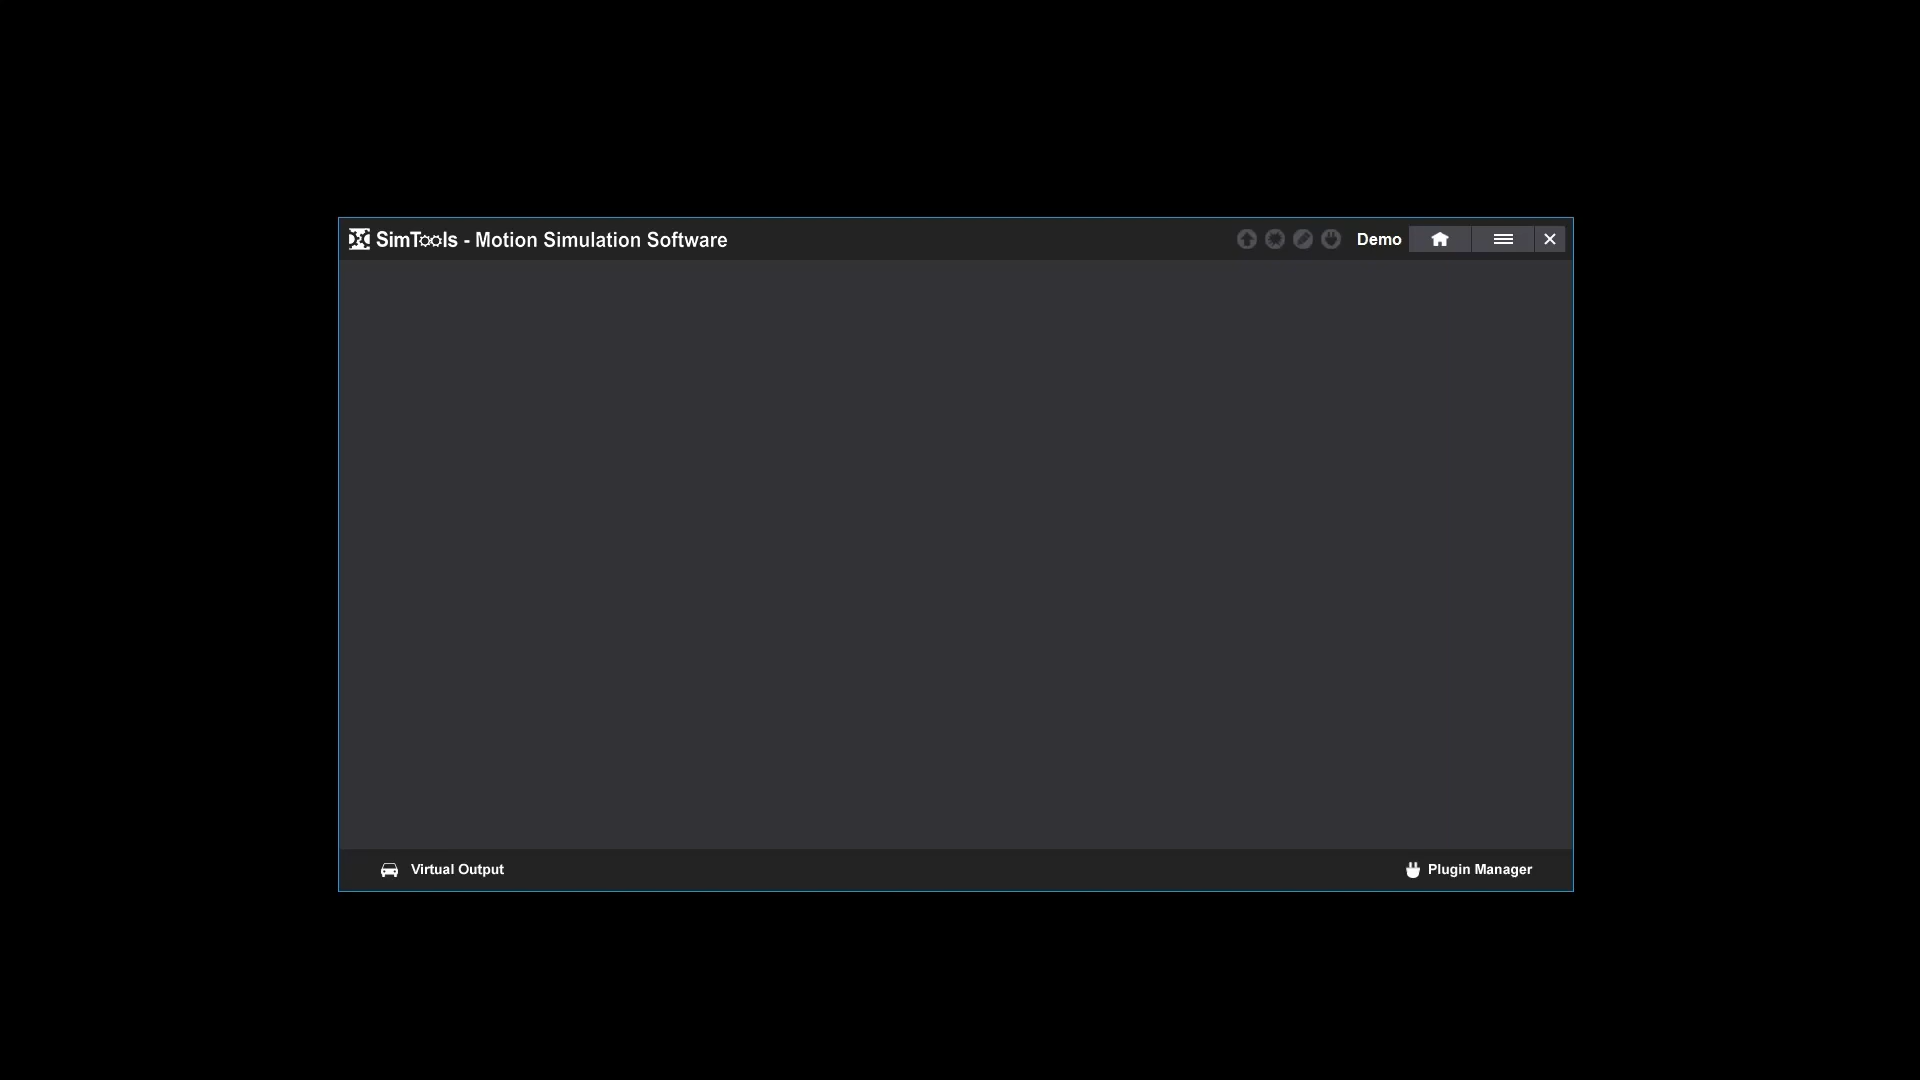 SimTools - Motion Simulation Software
Demo
Virtual Output
Plugin Manager